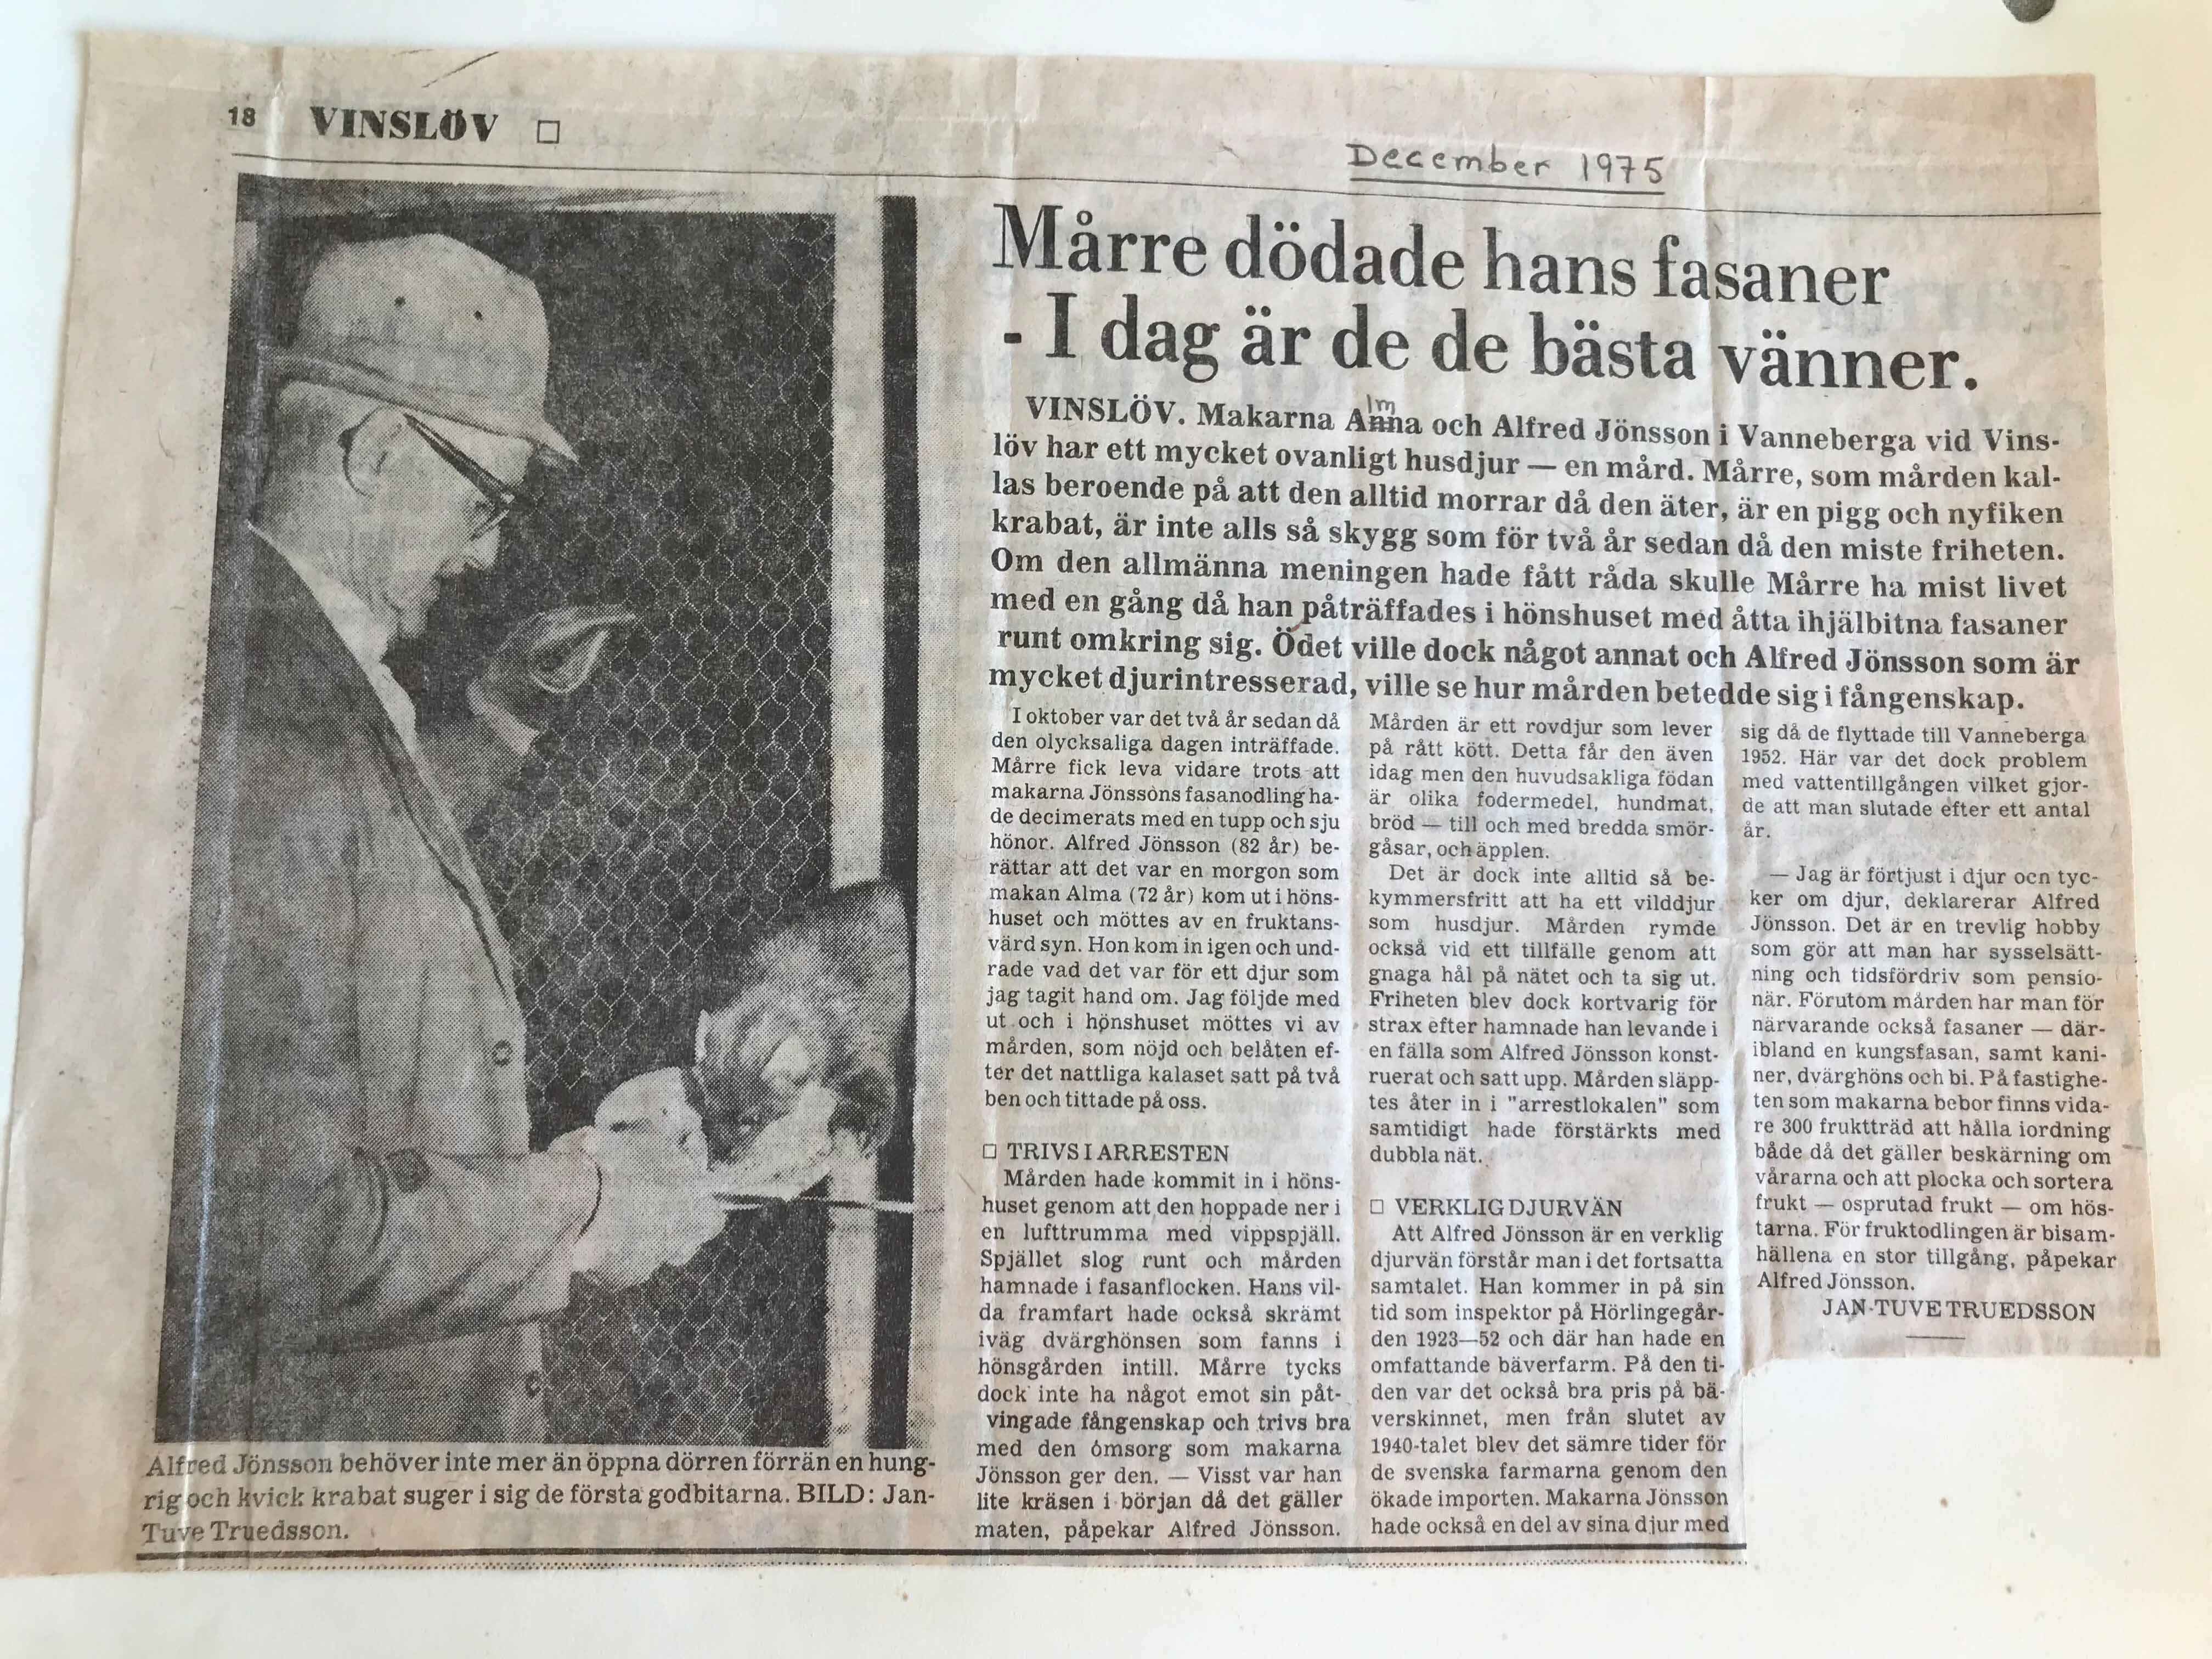 18 VINSLÖV □
December 1975
Mårre dödade hans fasaner
- I dag är de de bästa vänner.
lm
VINSLÖV. Makarna Anna och Alfred Jönsson i Vanneberga vid Vins-
löv har ett mycket ovanligt husdjur — en mård. Mårre, som mården kal-
las beroende på att den alltid morrar då den äter, är en pigg och nyfiken
krabat, är inte alls så skygg som för två år sedan då den miste friheten.
Om den allmänna meningen hade fått råda skulle Mårre ha mist livet
med en gång då han påträffades i hönshuset med åtta ihjälbitna fasaner
runt omkring sig. Ödet ville dock något annat och Alfred Jönsson som är
mycket djurintresserad, ville se hur mården betedde sig i fångenskap.
I oktober var det två år sedan då
den olycksaliga dagen inträffade.
Mårre fick leva vidare trots att
makarna Jönssons fasanodling ha-
de decimerats med en tupp och sju
hönor. Alfred Jönsson (82 år) be-
rättar att det var en morgon som
makan Alma (72 år) kom ut i höns-
huset och möttes av en fruktans-
värd syn. Hon kom in igen och und-
rade vad det var för ett djur som
jag tagit hand om. Jag följde med
ut och i hönshuset möttes vi av
mården, som nöjd och belåten ef-
ter det nattliga kalaset satt på två
ben och tittade på oss.
□ TRIVS I ARRESTEN
Mården hade kommit in i höns-
huset genom att den hoppade ner i
en lufttrumma med vippspjäll.
Spjället slog runt och mården
hamnade i fasanflocken. Hans vil-
da framfart hade också skrämt
iväg dvärghönsen som fanns i
hönsgården intill. Mårre tycks
dock inte ha något emot sin påt-
vingade fångenskap och trivs bra
med den omsorg som makarna
Jönsson ger den. — Visst var han
lite kräsen i början då det gäller
maten, påpekar Alfred Jönsson.
Mården är ett rovdjur som lever
på rått kött. Detta får den även
idag men den huvudsakliga födan
är olika fodermedel, hundmat,
bröd — till och med bredda smör-
gåsar, och äpplen.
Det är dock inte alltid så be-
kymmersfritt att ha ett vilddjur
som husdjur. Mården rymde
också vid ett tillfälle genom att
gnaga hål på nätet och ta sig ut.
Friheten blev dock kortvarig för
strax efter hamnade han levande i
en fälla som Alfred Jönsson konst-
ruerat och satt upp. Mården släpp-
tes åter in i "arrestlokalen" som
samtidigt hade förstärkts med
dubbla nät.
□ VERKLIG DJURVÄN
Att Alfred Jönsson är en verklig
djurvän förstår man i det fortsatta
samtalet. Han kommer in på sin
tid som inspektor på Hörlingegår-
den 1923—52 och där han hade en
omfattande bäverfarm. På den ti-
den var det också bra pris på bä-
verskinnet, men från slutet av
1940-talet blev det sämre tider för
de svenska farmarna genom den
ökade importen. Makarna Jönsson
hade också en del av sina djur med
sig då de flyttade till Vanneberga
1952. Här var det dock problem
med vattentillgången vilket gjor-
de att man slutade efter ett antal
år.
— Jag är förtjust i djur ocn tyc-
ker om djur, deklarerar Alfred
Jönsson. Det är en trevlig hobby
som gör att man har sysselsätt-
ning och tidsfördriv som pensio-
när. Förutom mården har man för
närvarande också fasaner — där-
ibland en kungsfasan, samt kani-
ner, dvärghöns och bi. På fastighe-
ten som makarna bebor finns vida-
re 300 fruktträd att hålla iordning
både då det gäller beskärning om
vårarna och att plocka och sortera
frukt — osprutad frukt — om hös-
tarna. För fruktodlingen är bisam-
hällena en stor tillgång, påpekar
Alfred Jönsson.
JAN-TUVE TRUEDSSON
Alfred Jönsson behöver inte mer än öppna dörren förrän en hung-
rig och kvick krabat suger i sig de första godbitarna. BILD: Jan-
Tuve Truedsson.